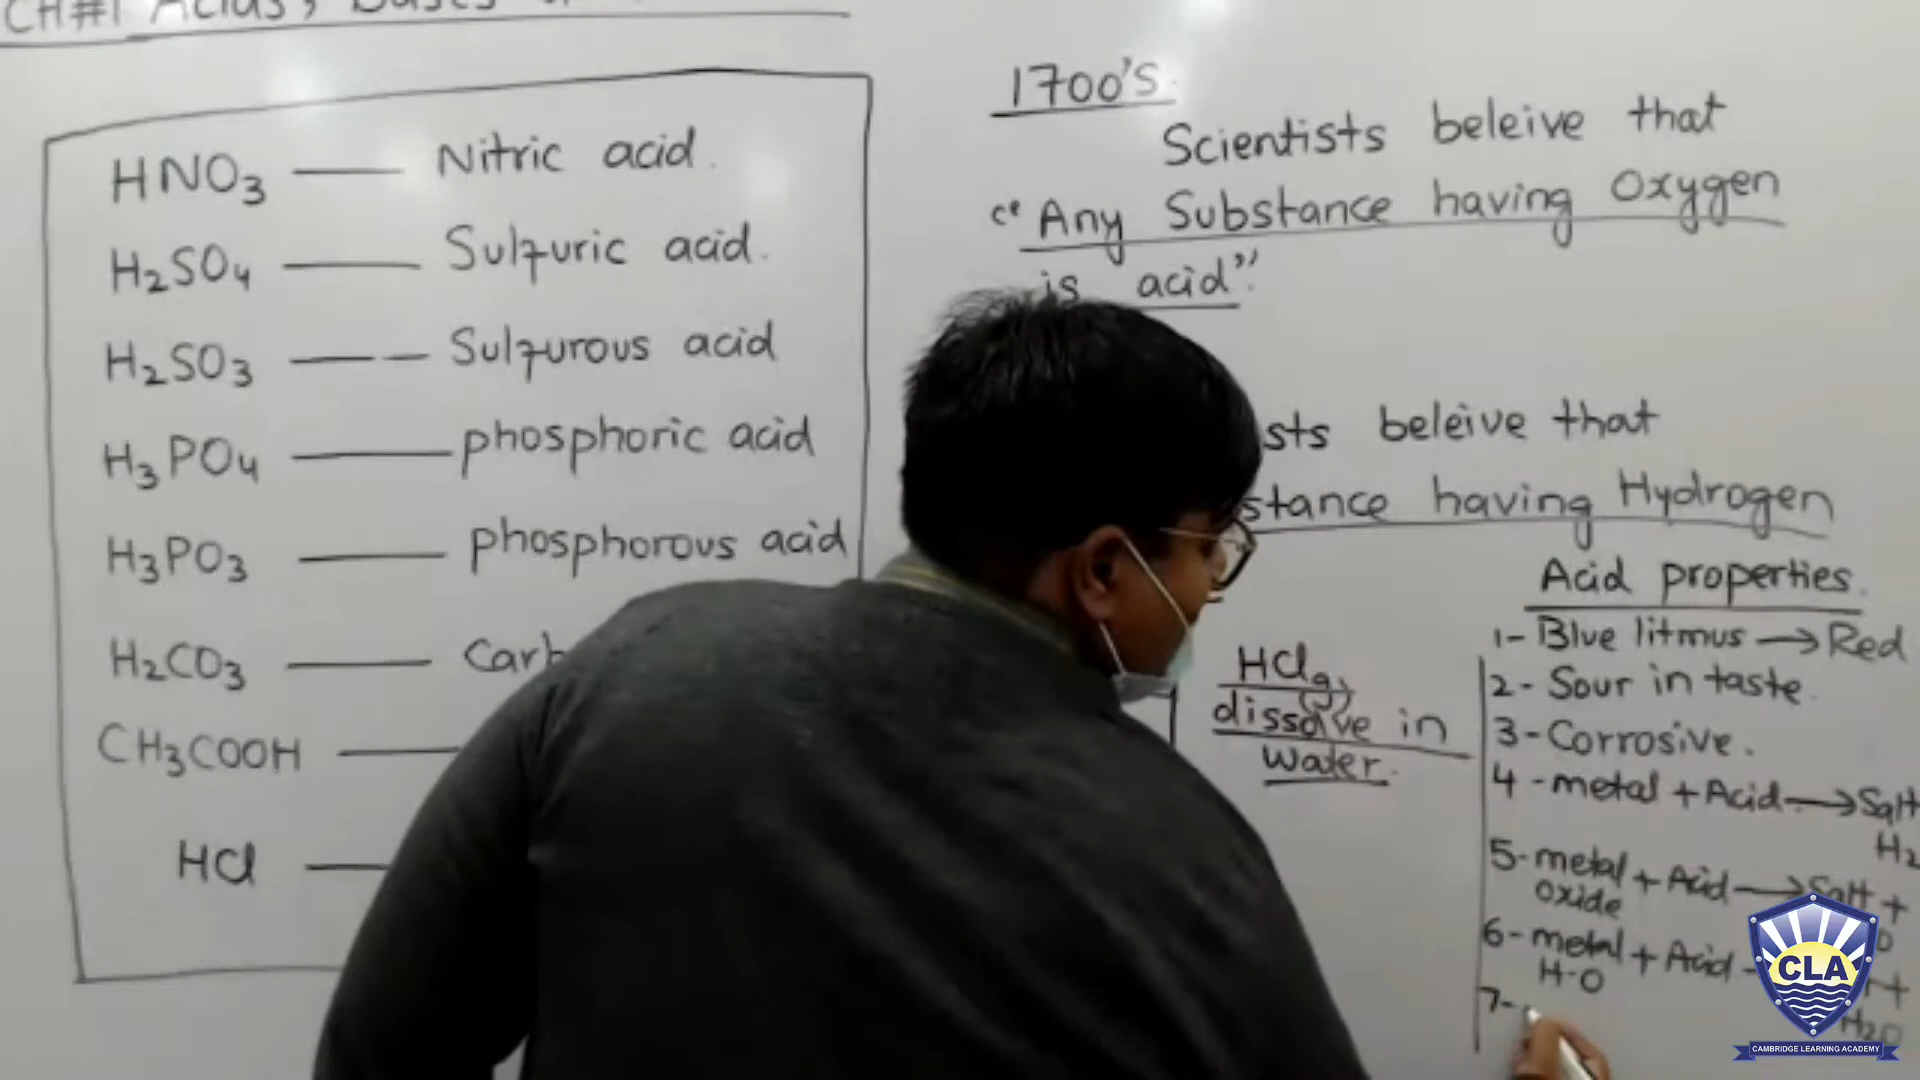 CH#1 Acids, Bases
HNO3 — Nitric acid.
H2SO4 — Sulfuric acid.
H2SO3 — — Sulfurous acid
H3PO4 — phosphoric acid
H3PO3 — phosphorous acid
H2CO3 — Carb
CH3COOH —
HCl —
1700's.
Scientists beleive that
"Any Substance having Oxygen
is acid".
sts beleive that
stance having Hydrogen
HCl(g)
dissolve in
water.
Acid properties.
1- Blue litmus → Red
2- Sour in taste.
3- Corrosive.
4- metal + Acid → Salt
H2
5- metal + Acid → Salt +
oxide
6- metal + Acid - +
H-O
H2O
7-
CLA
CAMBRIDGE LEARNING ACADEMY